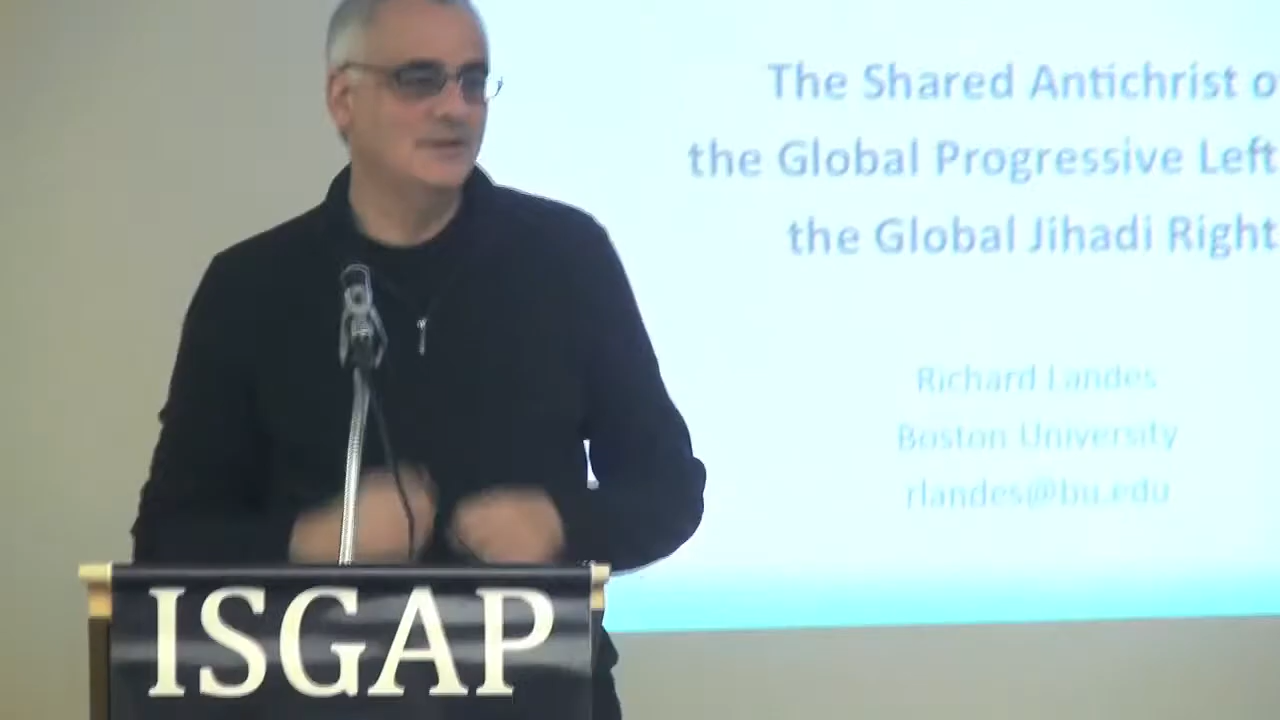 The Shared Antichrist o
the Global Progressive Left
the Global Jihadi Right
Richard Landes
Boston University
rlandes@bu.edu
ISGAP